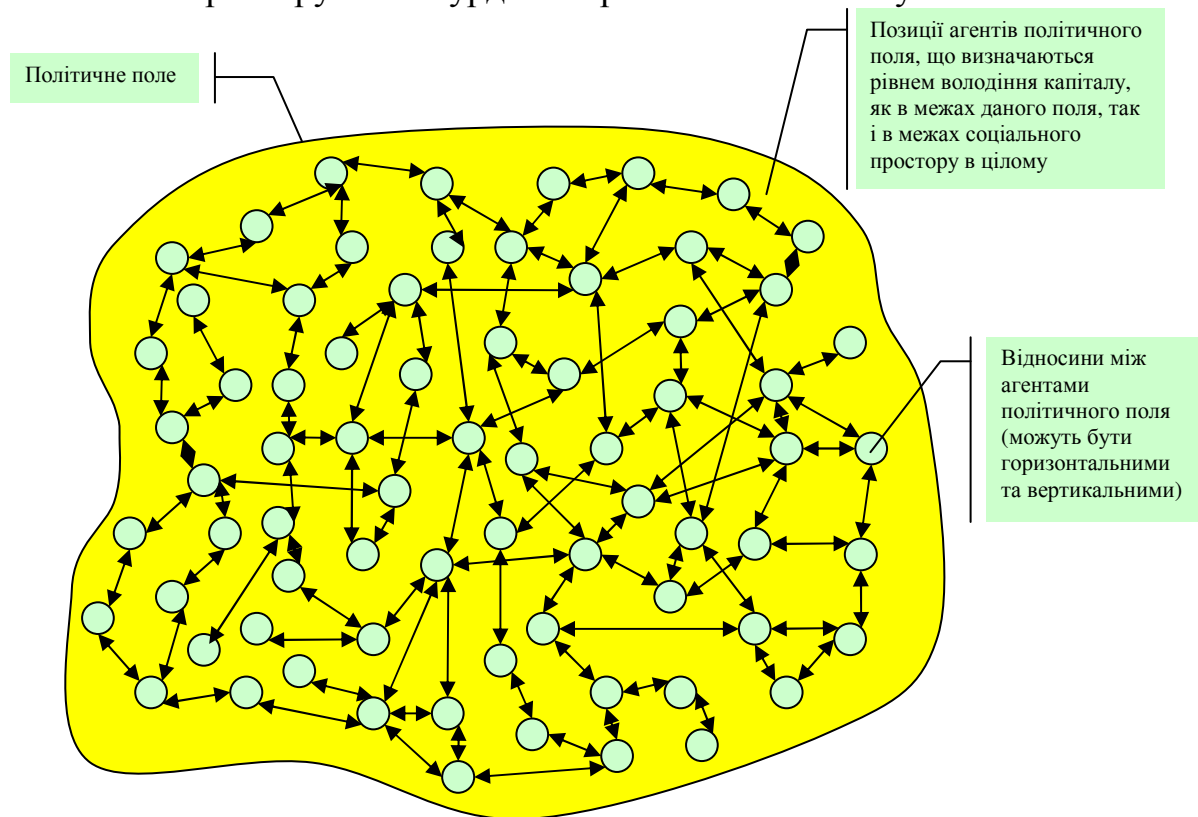 Політичне поле
Позиції агентів політичного
поля, що визначаються
рівнем володіння капіталу,
як в межах даного поля, так
і в межах соціального
простору в цілому
Відносини між
агентами
політичного поля
(можуть бути
горизонтальними
та вертикальними)